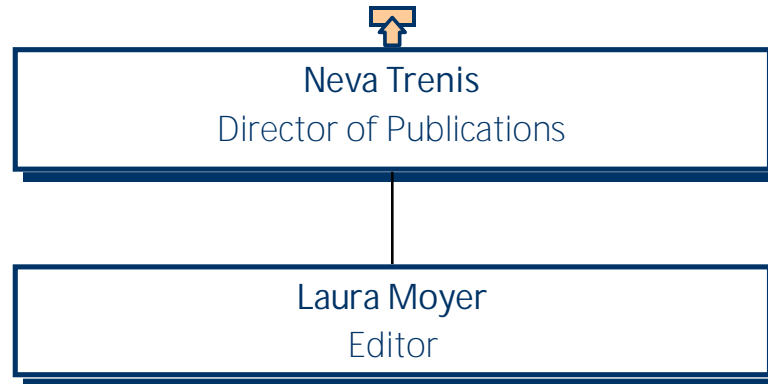 Neva Trenis
Director of Publications
Laura Moyer
Editor